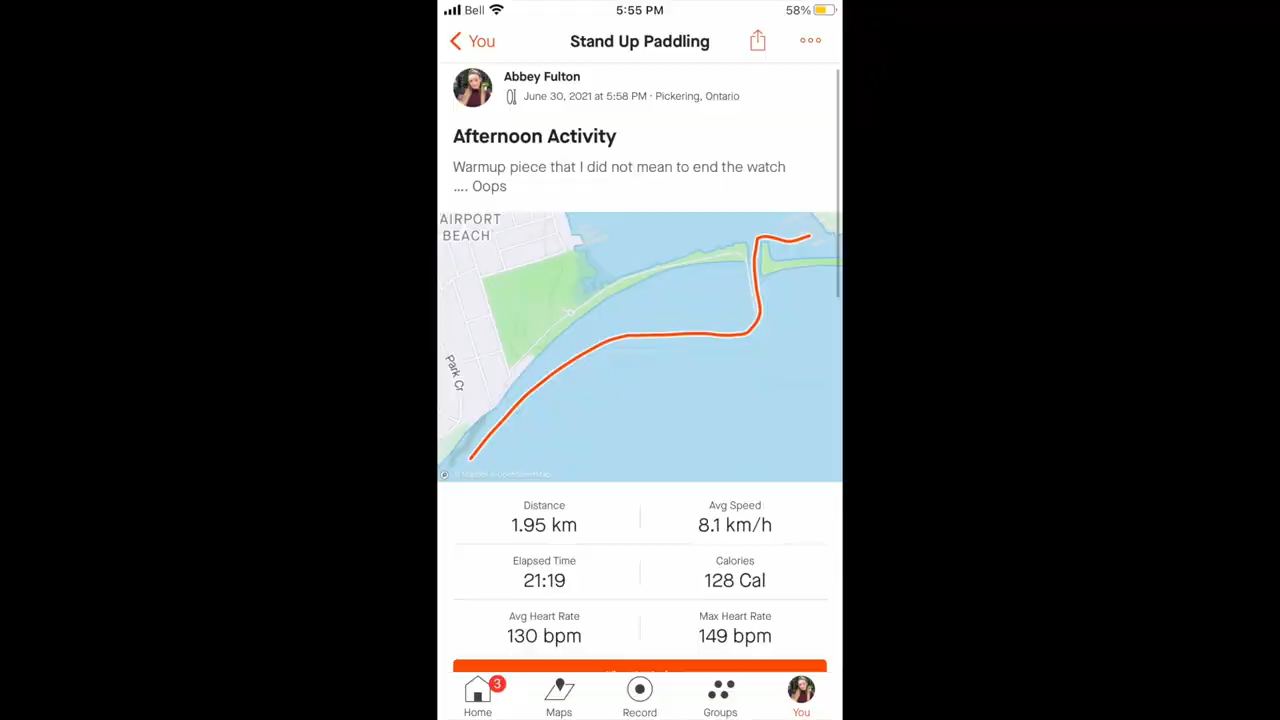 Bell 5:55 PM 58%
You Stand Up Paddling
Abbey Fulton
June 30, 2021 at 5:58 PM · Pickering, Ontario
Afternoon Activity
Warmup piece that I did not mean to end the watch
.... Oops
AIRPORT
BEACH
Park Cr
Distance Avg Speed
1.95 km 8.1 km/h
Elapsed Time Calories
21:19 128 Cal
Avg Heart Rate Max Heart Rate
130 bpm 149 bpm
3
Home Maps Record Groups You